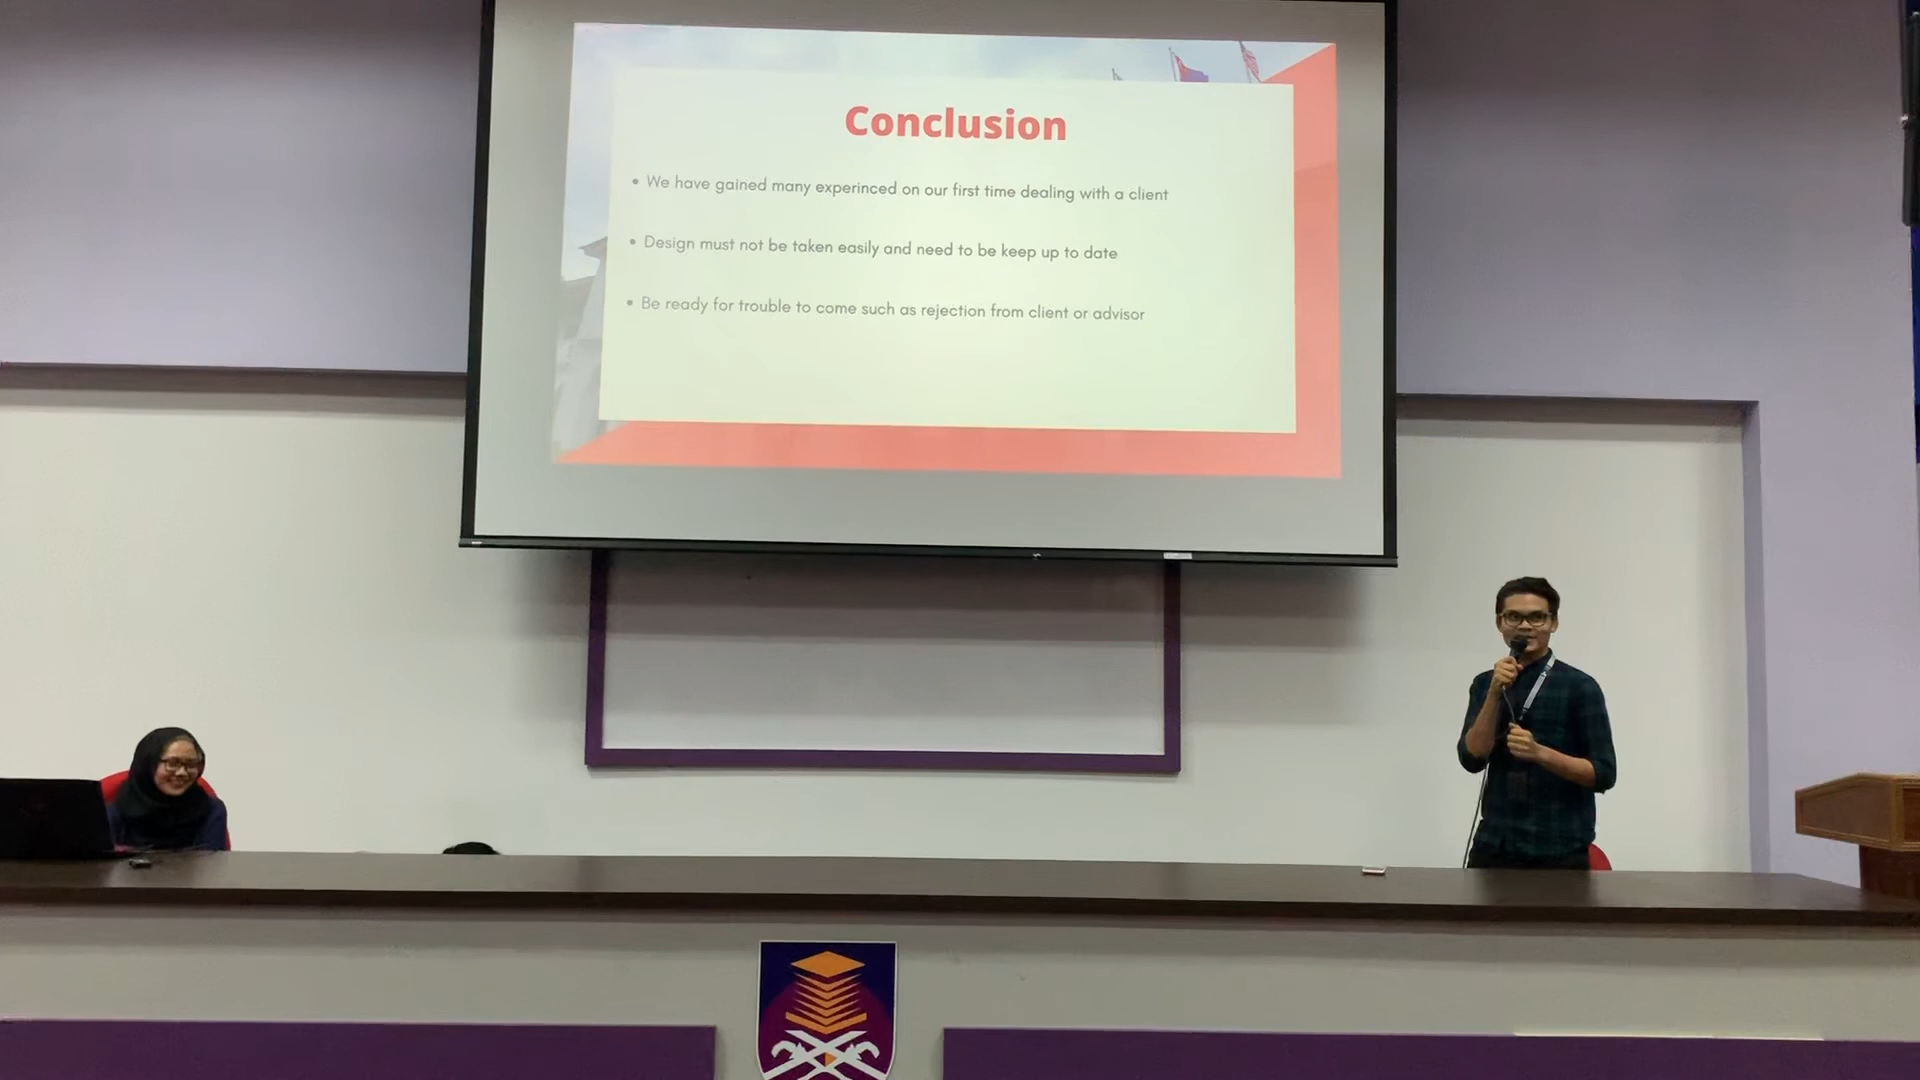 Conclusion
• We have gained many experinced on our first time dealing with a client
• Design must not be taken easily and need to be keep up to date
• Be ready for trouble to come such as rejection from client or advisor